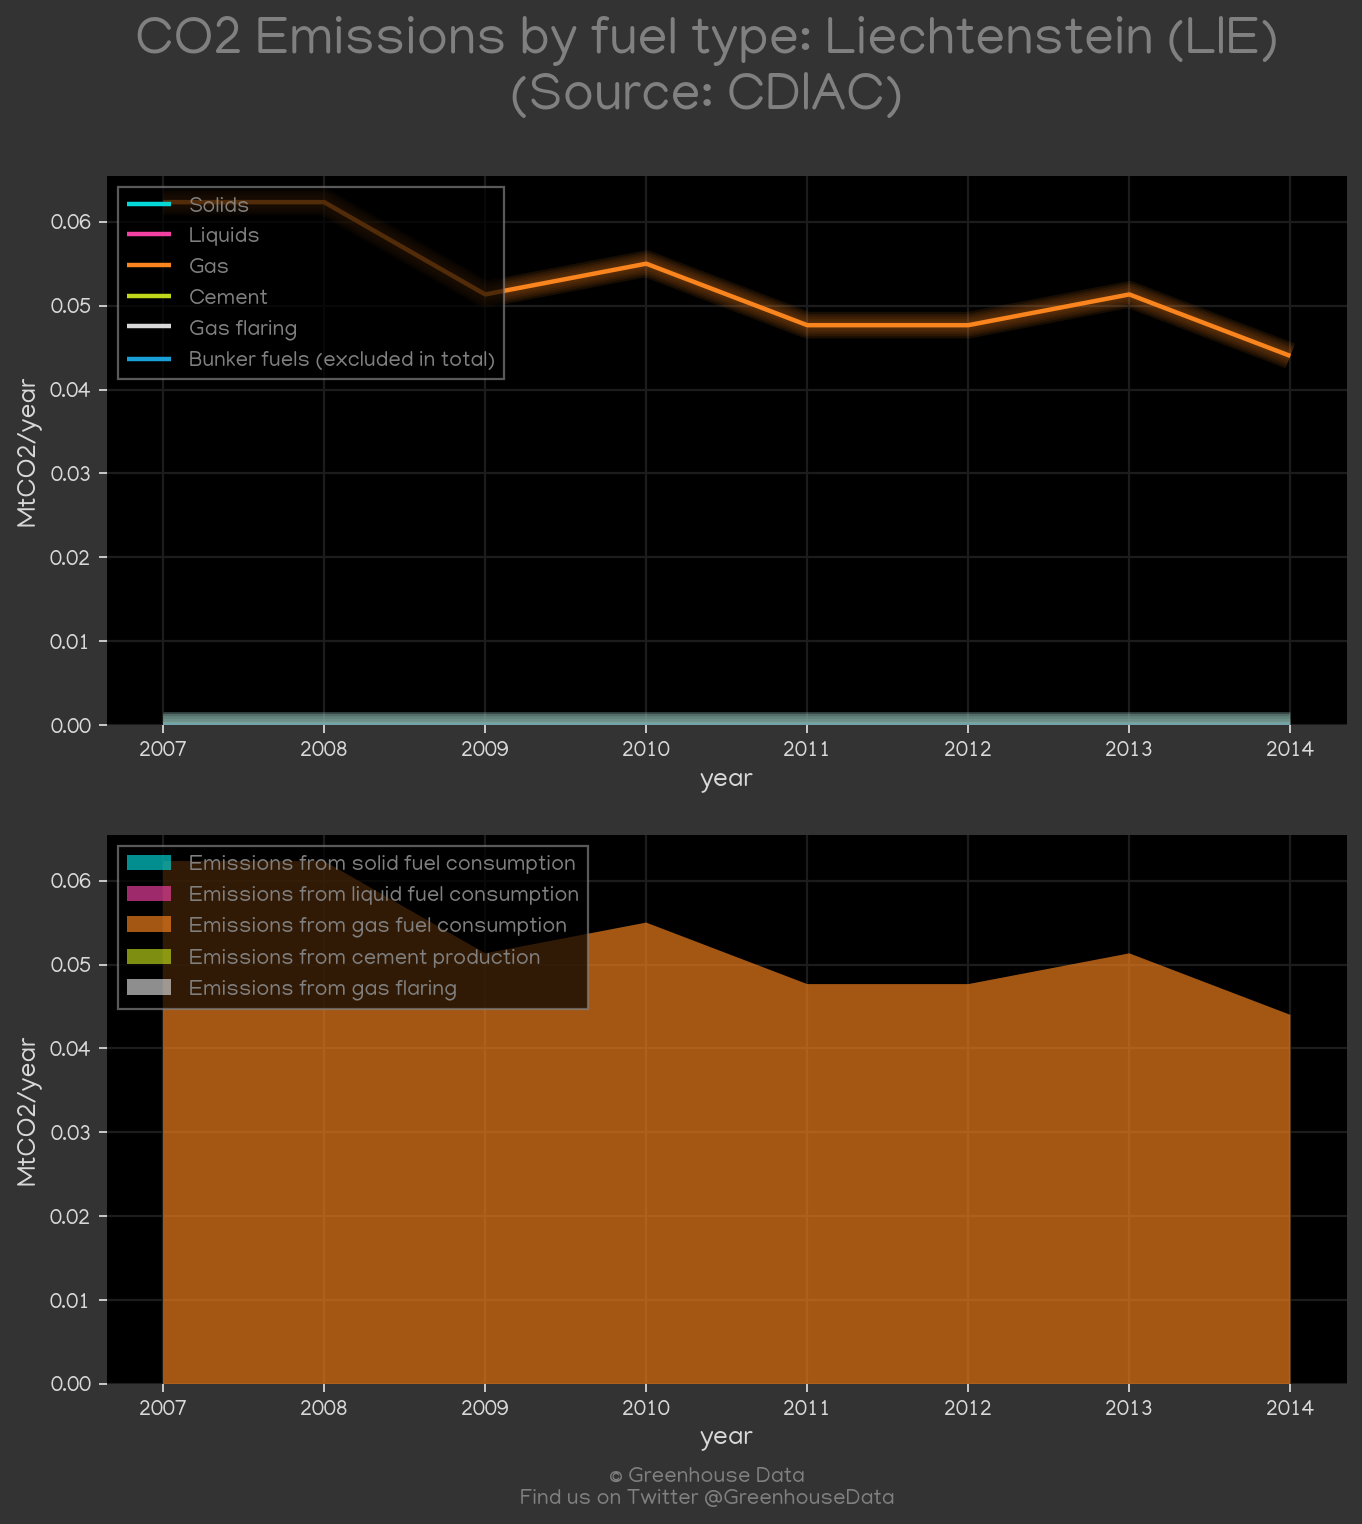 CO2 Emissions by fuel type: Liechtenstein (LIE)
(Source: CDIAC)
Solids
Liquids
Gas
Cement
Gas flaring
Bunker fuels (excluded in total)
MtCO2/year
0.06
0.05
0.04
0.03
0.02
0.01
0.00
2007 2008 2009 2010 2011 2012 2013 2014
year
Emissions from solid fuel consumption
Emissions from liquid fuel consumption
Emissions from gas fuel consumption
Emissions from cement production
Emissions from gas flaring
MtCO2/year
0.06
0.05
0.04
0.03
0.02
0.01
0.00
2007 2008 2009 2010 2011 2012 2013 2014
year
© Greenhouse Data
Find us on Twitter @GreenhouseData